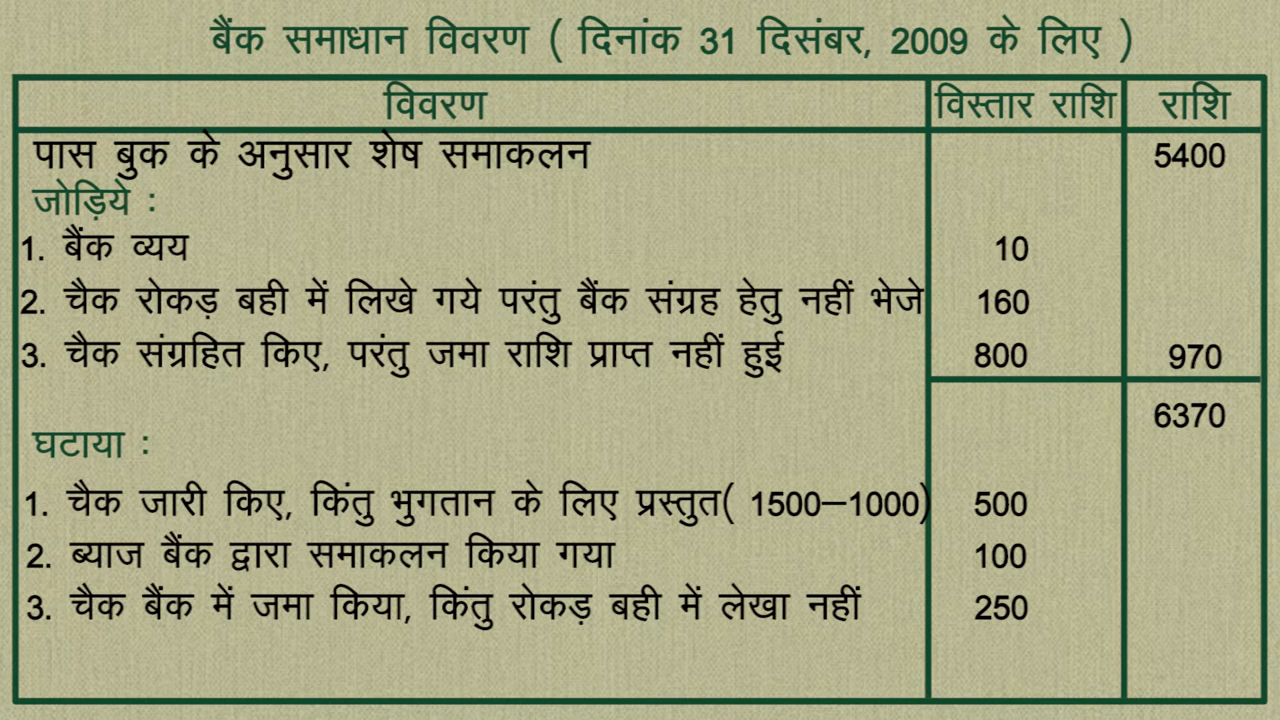 बैंक समाधान विवरण ( दिनांक 31 दिसंबर, 2009 के लिए )
विवरण विस्तार राशि राशि
पास बुक के अनुसार शेष समाकलन 5400
जोड़िये :
1. बैंक व्यय 10
2. चैक रोकड़ बही में लिखे गये परंतु बैंक संग्रह हेतु नहीं भेजे 160
3. चैक संग्रहित किए, परंतु जमा राशि प्राप्त नहीं हुई 800 970
6370
घटाया :
1. चैक जारी किए, किंतु भुगतान के लिए प्रस्तुत( 1500–1000) 500
2. ब्याज बैंक द्वारा समाकलन किया गया 100
3. चैक बैंक में जमा किया, किंतु रोकड़ बही में लेखा नहीं 250